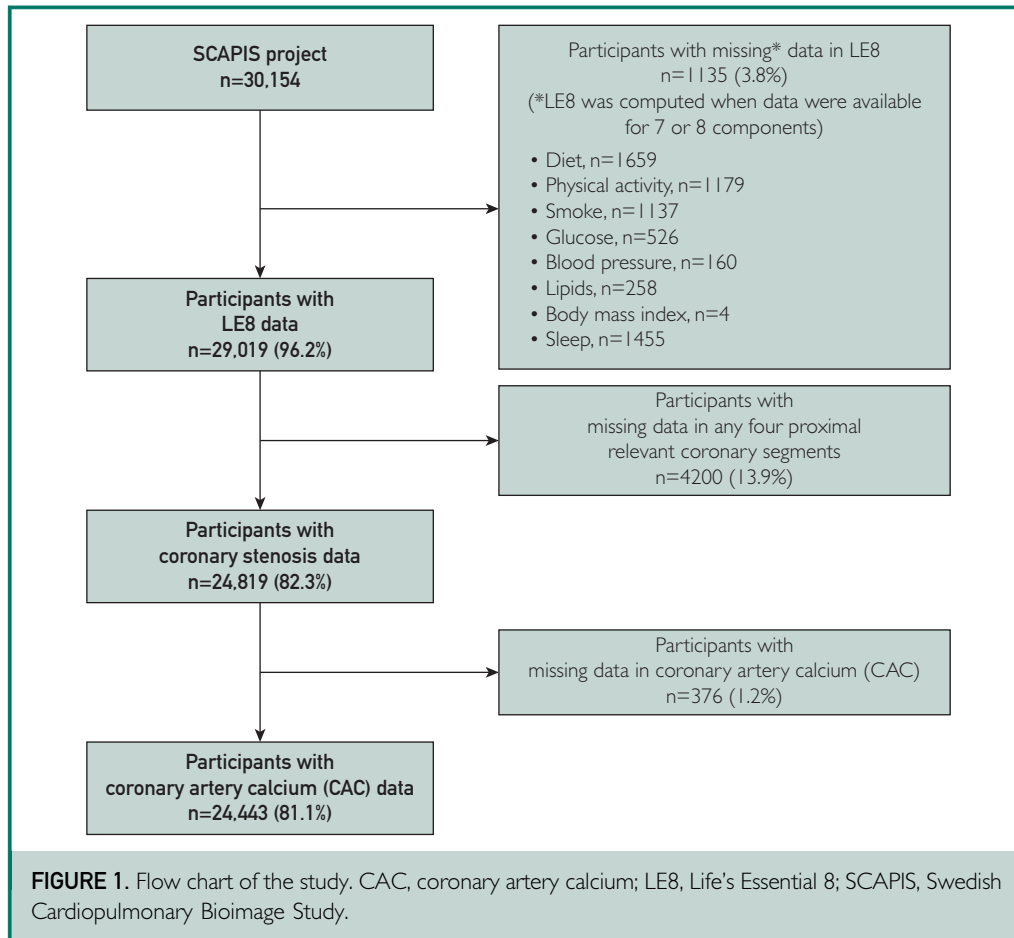 SCAPIS project
n=30,154
Participants with missing* data in LE8
n=1135 (3.8%)
(*LE8 was computed when data were available
for 7 or 8 components)
• Diet, n=1659
• Physical activity, n=1179
• Smoke, n=1137
• Glucose, n=526
• Blood pressure, n=160
• Lipids, n=258
• Body mass index, n=4
• Sleep, n=1455
Participants with
LE8 data
n=29,019 (96.2%)
Participants with
missing data in any four proximal
relevant coronary segments
n=4200 (13.9%)
Participants with
coronary stenosis data
n=24,819 (82.3%)
Participants with
missing data in coronary artery calcium (CAC)
n=376 (1.2%)
Participants with
coronary artery calcium (CAC) data
n=24,443 (81.1%)
FIGURE 1. Flow chart of the study. CAC, coronary artery calcium; LE8, Life's Essential 8; SCAPIS, Swedish
Cardiopulmonary Bioimage Study.